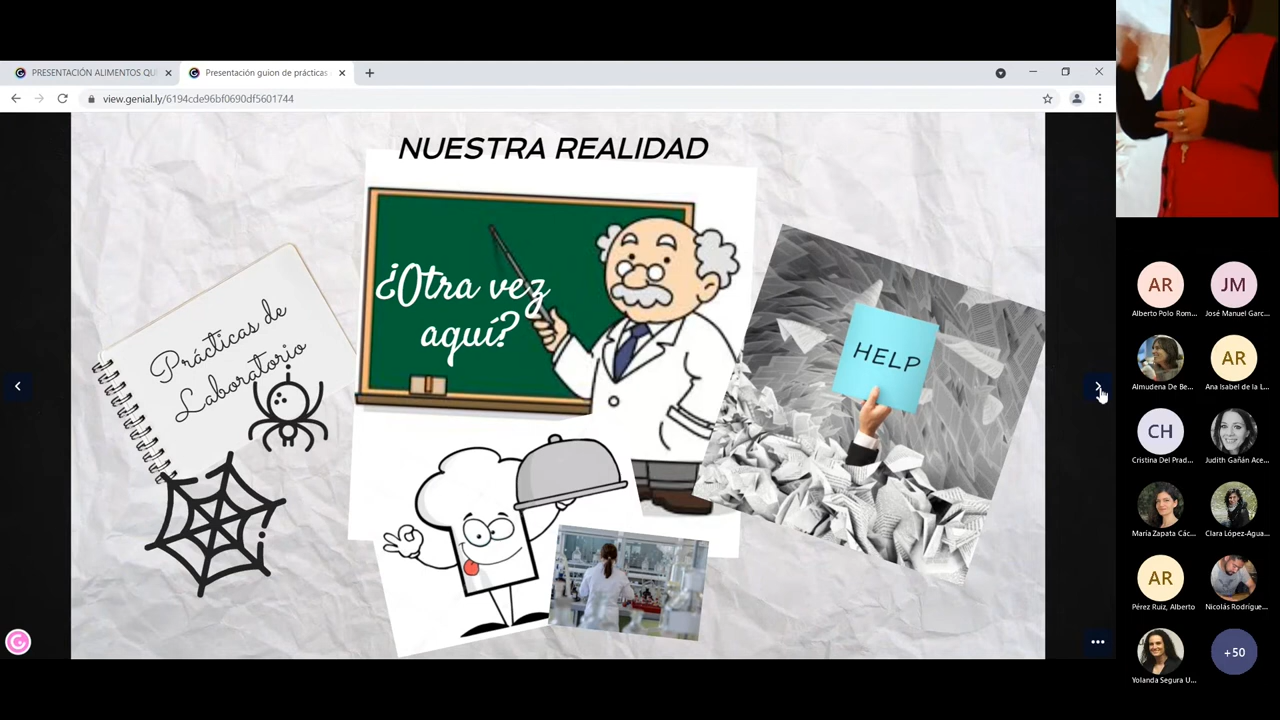 PRESENTACIÓN ALIMENTOS QU
Presentación guion de prácticas
view.genial.ly/6194cde96bf0690df5601744
NUESTRA REALIDAD
Prácticas de
Laboratorio
¿Otra vez
aquí?
HELP
AR
JM
Alberto Polo Rom...
José Manuel Garc...
AR
Almudena De Be...
Ana Isabel de la L...
CH
Cristina Del Prad...
Judith Gañán Ace...
María Zapata Các...
Clara López-Agua...
AR
Pérez Ruiz, Alberto
Nicolás Rodrígue...
+50
Yolanda Segura U...